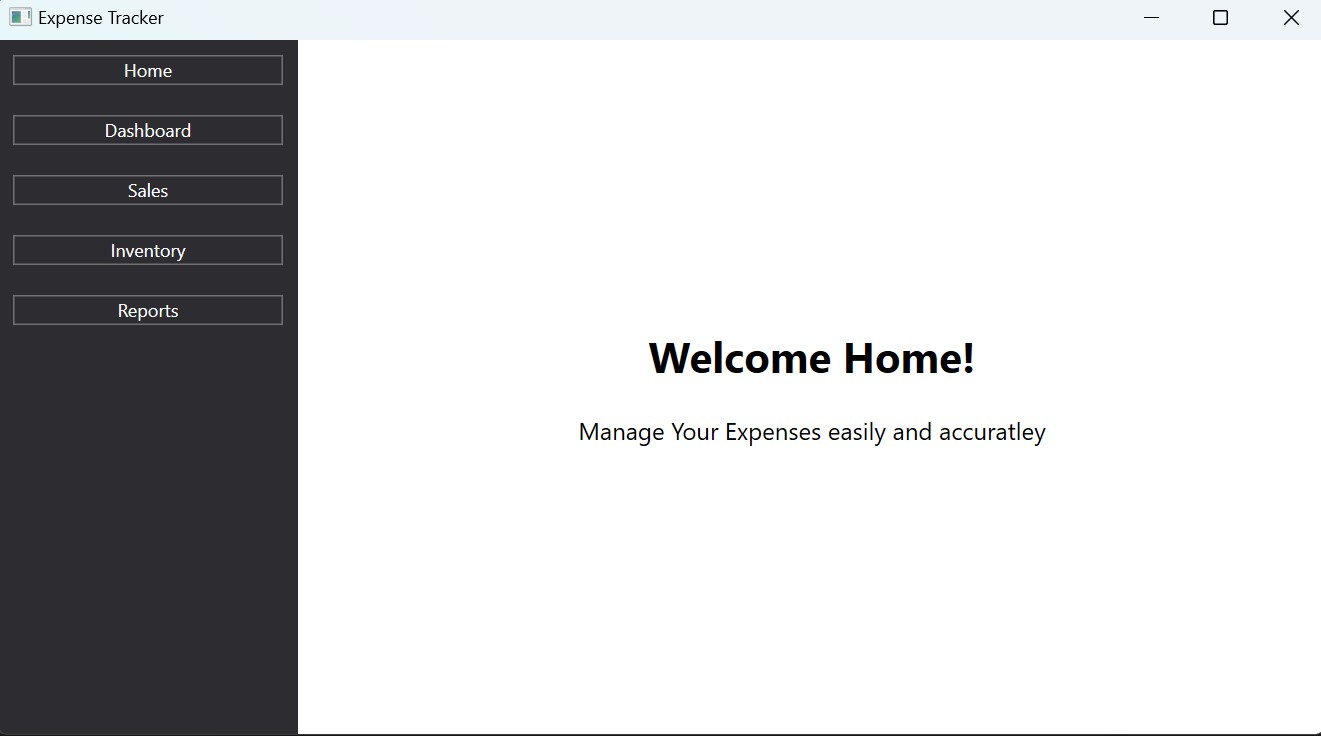 Expense Tracker
Home
Dashboard
Sales
Inventory
Reports
Welcome Home!
Manage Your Expenses easily and accuratley